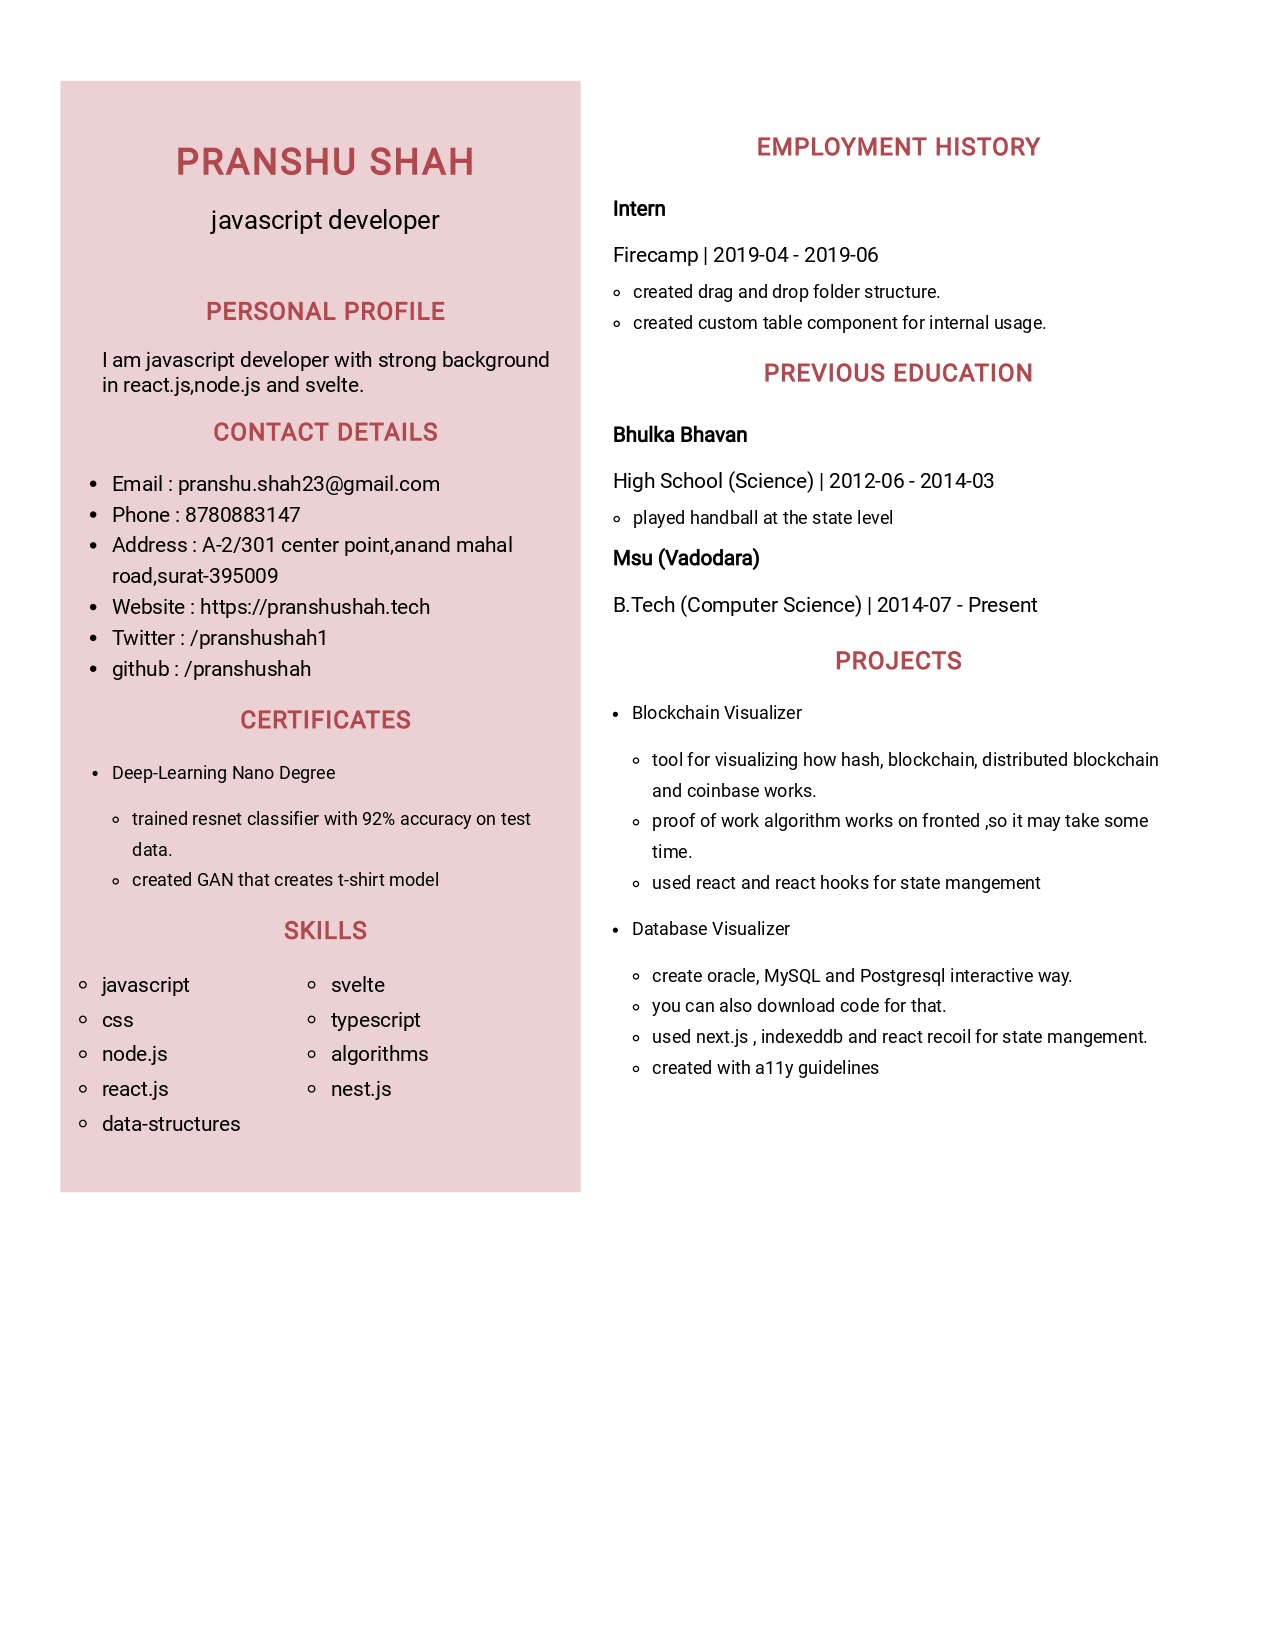 PRANSHU SHAH
javascript developer
PERSONAL PROFILE
I am javascript developer with strong background
in react.js,node.js and svelte.
CONTACT DETAILS
Email : pranshu.shah23@gmail.com
Phone : 8780883147
Address : A-2/301 center point,anand mahal
road,surat-395009
Website : https://pranshushah.tech
Twitter : /pranshushah1
github : /pranshushah
CERTIFICATES
Deep-Learning Nano Degree
trained resnet classifier with 92% accuracy on test
data.
created GAN that creates t-shirt model
SKILLS
javascript
css
node.js
react.js
data-structures
svelte
typescript
algorithms
nest.js
EMPLOYMENT HISTORY
Intern
Firecamp | 2019-04 - 2019-06
created drag and drop folder structure.
created custom table component for internal usage.
PREVIOUS EDUCATION
Bhulka Bhavan
High School (Science) | 2012-06 - 2014-03
played handball at the state level
Msu (Vadodara)
B.Tech (Computer Science) | 2014-07 - Present
PROJECTS
Blockchain Visualizer
tool for visualizing how hash, blockchain, distributed blockchain
and coinbase works.
proof of work algorithm works on fronted ,so it may take some
time.
used react and react hooks for state mangement
Database Visualizer
create oracle, MySQL and Postgresql interactive way.
you can also download code for that.
used next.js , indexeddb and react recoil for state mangement.
created with a11y guidelines